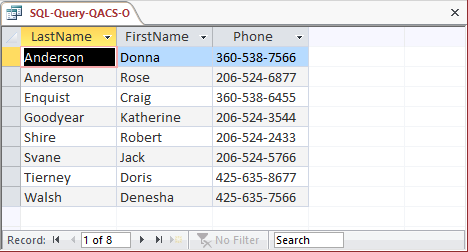 SQL-Query-QACS-O
LastName FirstName Phone
Anderson Donna 360-538-7566
Anderson Rose 206-524-6877
Enquist Craig 360-538-6455
Goodyear Katherine 206-524-3544
Shire Robert 206-524-2433
Svane Jack 206-524-5766
Tierney Doris 425-635-8677
Walsh Denesha 425-635-7566
Record: 1 of 8 No Filter Search